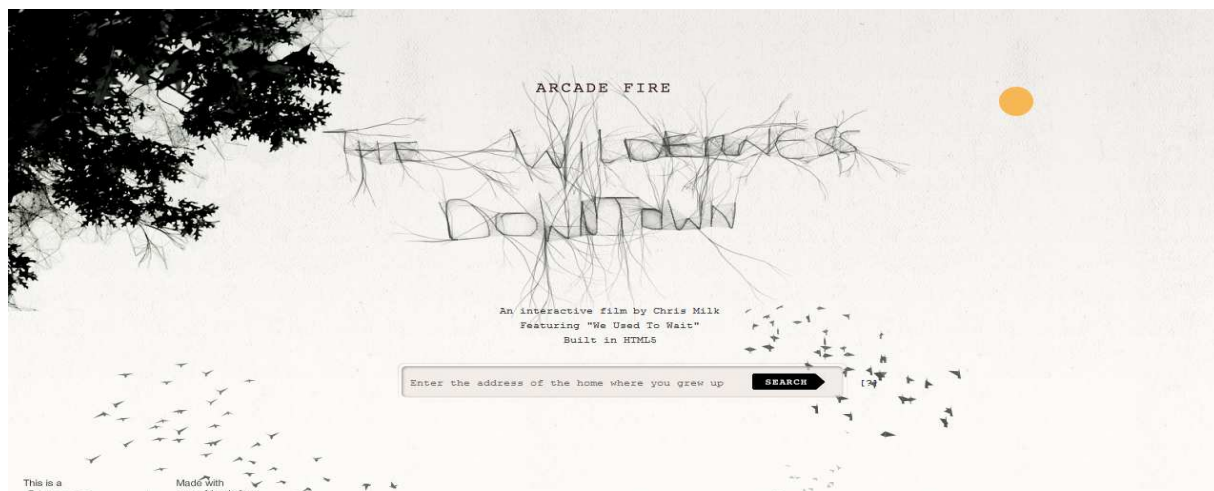 ARCADE FIRE
THE WILDERNESS
DOWNTOWN
An interactive film by Chris Milk
Featuring "We Used To Wait"
Built in HTML5
Enter the address of the home where you grew up SEARCH [?]
This is a
Made with